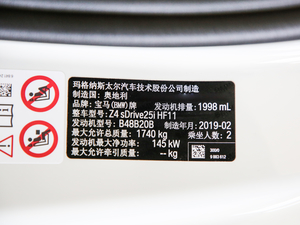 玛格纳斯太尔汽车技术股份公司制造
制造国：奥地利
品牌：宝马(BMW)牌 发动机排量：1998 mL
整车型号：Z4 sDrive25i HF11
发动机型号：B48B20B 制造年月：2019-02
最大允许总质量：1740 kg 乘坐人数：2
发动机最大净功率：145 kW
最大允许牵引质量：-- kg